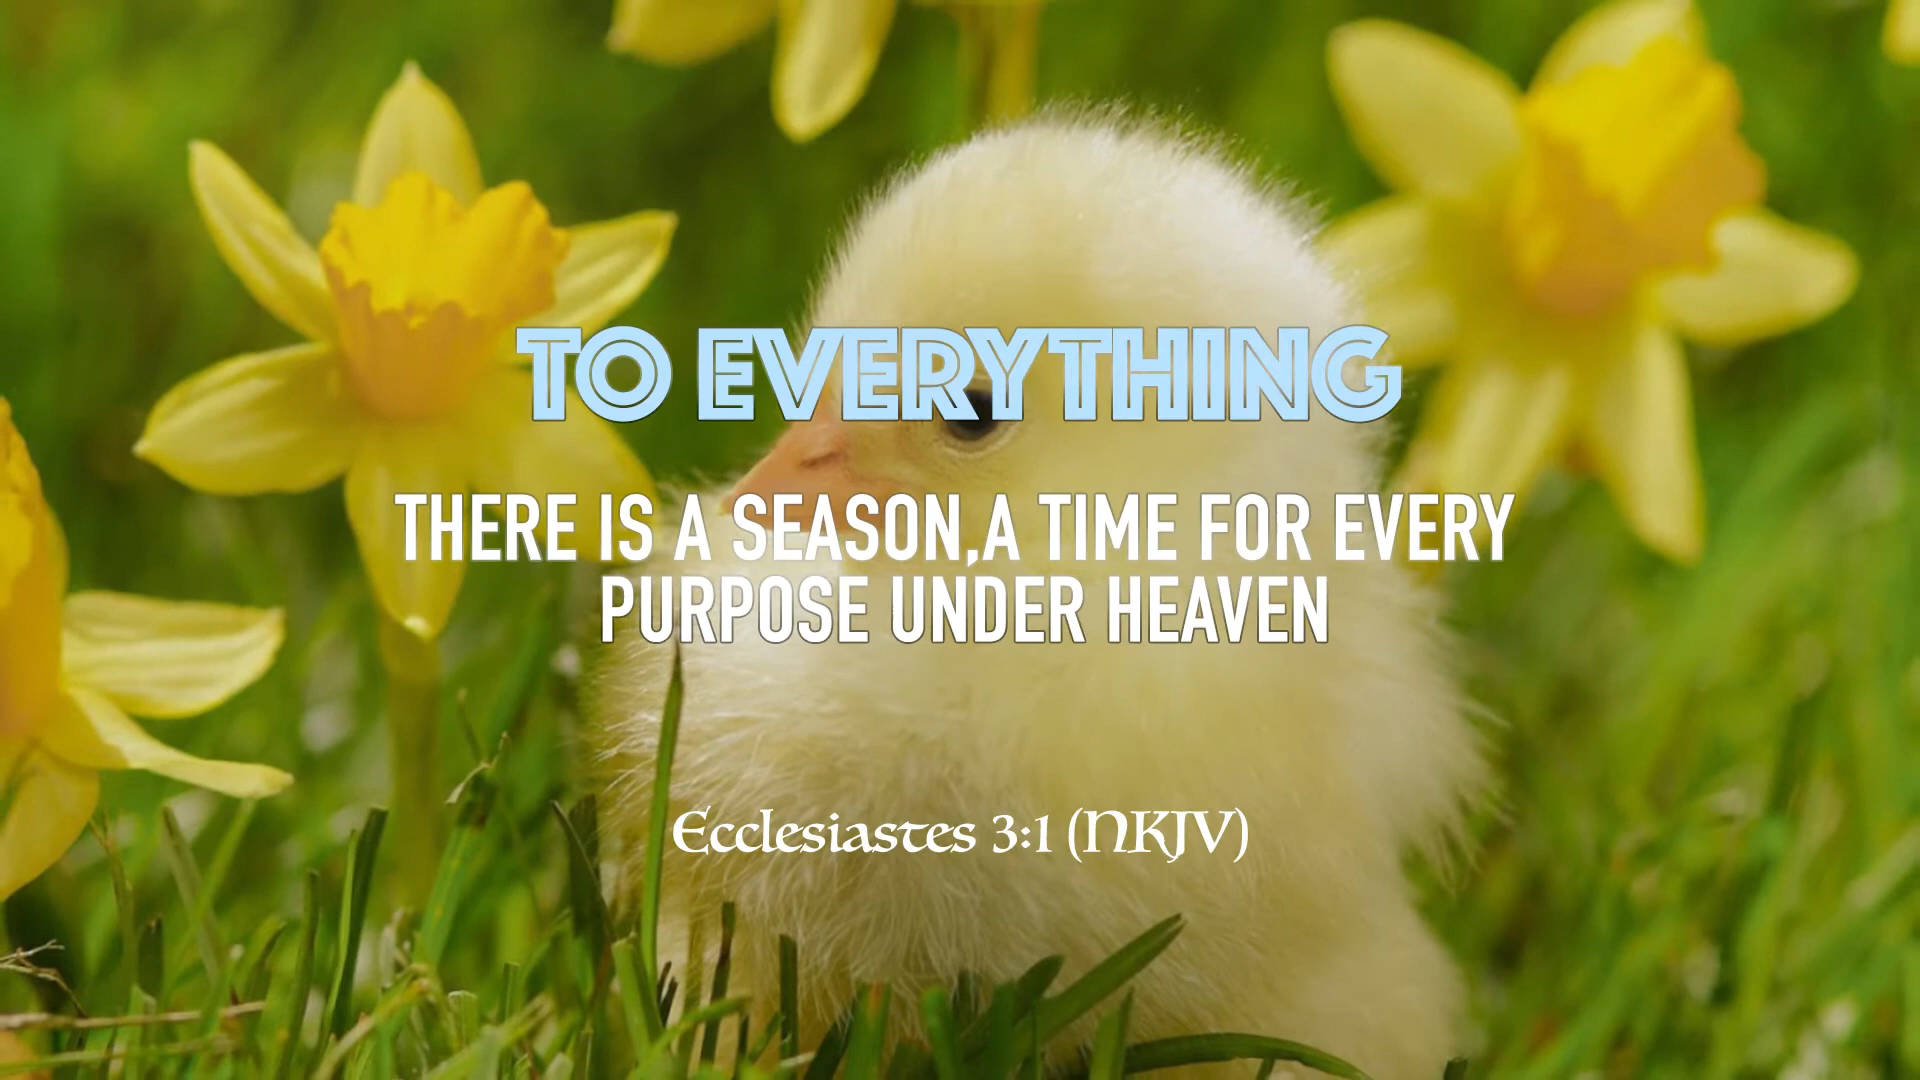 TO EVERYTHING
THERE IS A SEASON,A TIME FOR EVERY
PURPOSE UNDER HEAVEN
Ecclesiastes 3:1 (NKJV)